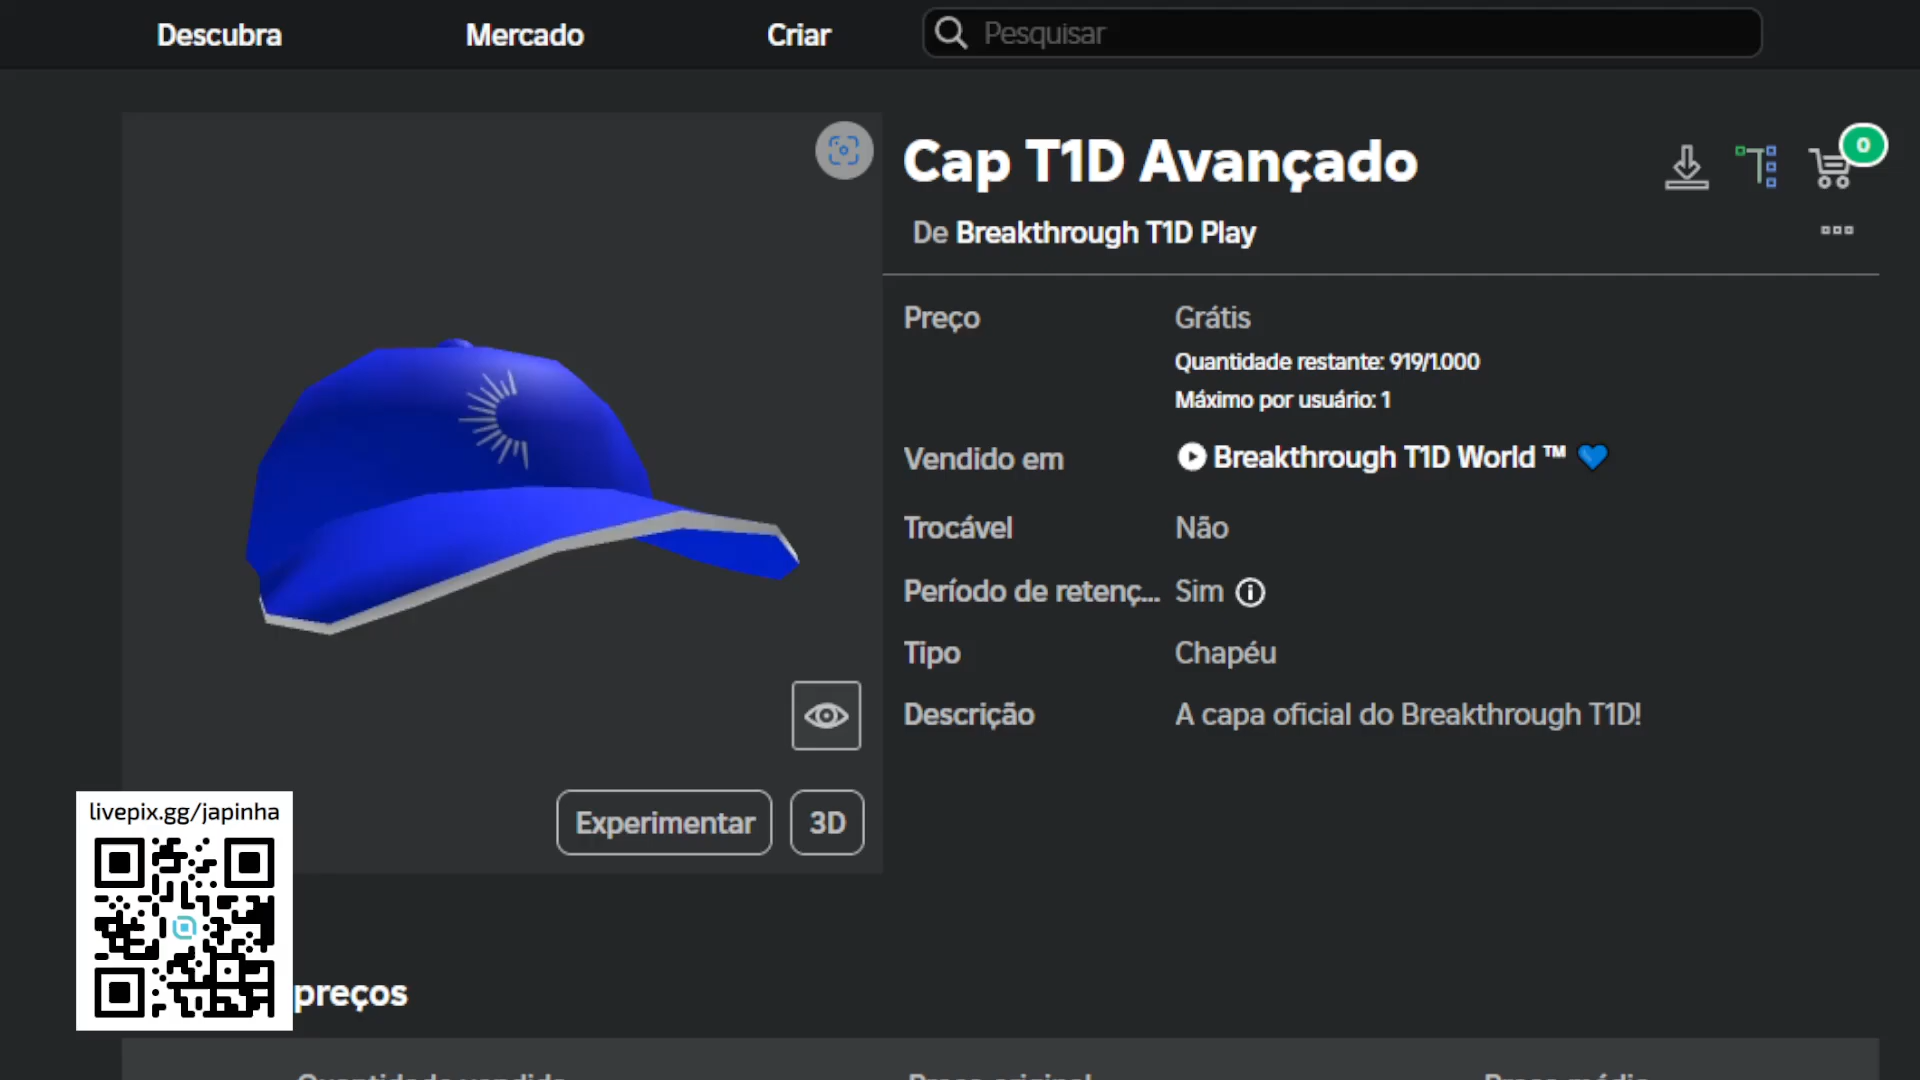 Descubra
Mercado
Criar
Pesquisar
Cap T1D Avançado
0
De Breakthrough T1D Play
Preço
Grátis
Quantidade restante: 919/1.000
Máximo por usuário: 1
Vendido em
Breakthrough T1D World ™ 💙
Trocável
Não
Período de retenç...
Sim
Tipo
Chapéu
Descrição
A capa oficial do Breakthrough T1D!
Experimentar
3D
livepix.gg/japinha
preços